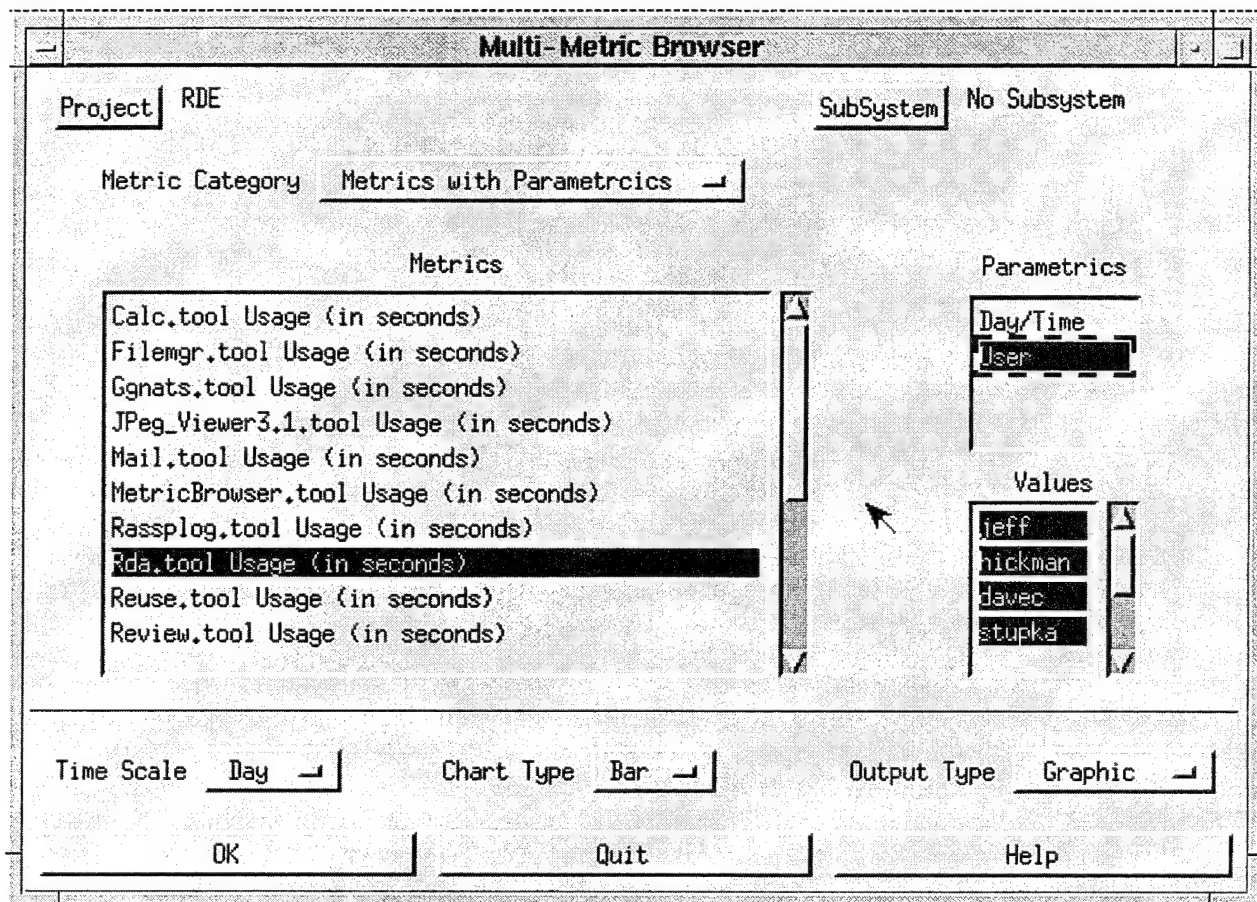 Multi-Metric Browser
Project RDE SubSystem No Subsystem
Metric Category Metrics with Parametrcics
Metrics
Calc.tool Usage (in seconds)
Filemgr.tool Usage (in seconds)
Ggnats.tool Usage (in seconds)
JPeg_Viewer3.1.tool Usage (in seconds)
Mail.tool Usage (in seconds)
MetricBrowser.tool Usage (in seconds)
Rassplog.tool Usage (in seconds)
Rda.tool Usage (in seconds)
Reuse.tool Usage (in seconds)
Review.tool Usage (in seconds)
Parametrics
Day/Time
User
Values
jeff
hickman
davec
stupka
Time Scale Day Chart Type Bar Output Type Graphic
OK Quit Help